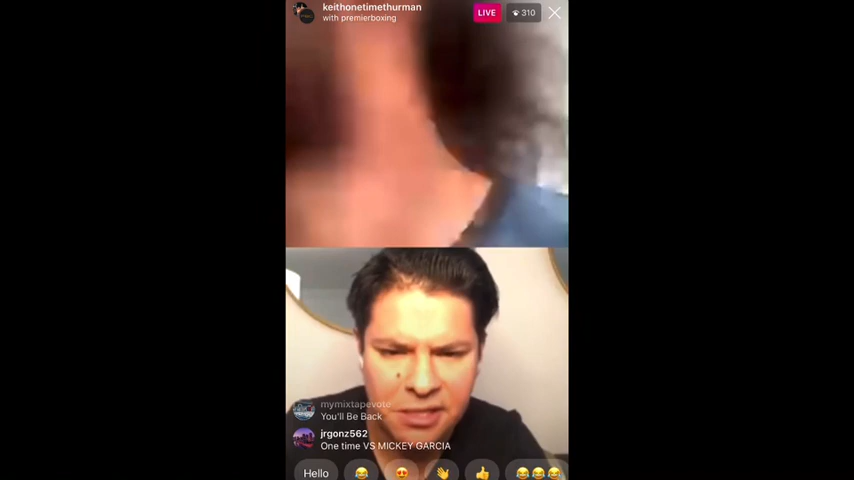 keithonetimethurman
with premierboxing
LIVE
310
mymixtapevote
You'll Be Back
jrgonz562
One time VS MICKEY GARCIA
Hello